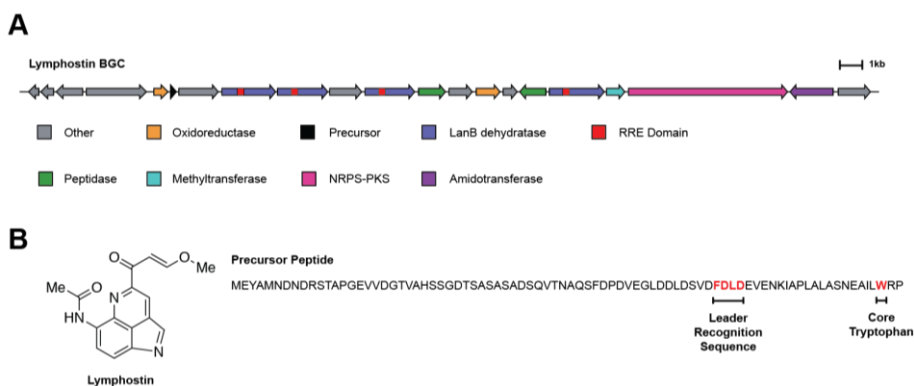 A
Lymphostin BGC
1kb
Other
Oxidoreductase
Precursor
LanB dehydratase
RRE Domain
Peptidase
Methyltransferase
NRPS-PKS
Amidotransferase
B
Precursor Peptide
MEYAMNDNDRSTAPGEVVDGTVAHSSGDTSASASADSQVTNAQSFDPDVEGLDDLDSVDFDLDEVENKIAPLALASNEAILWRP
Leader
Recognition
Sequence
Core
Tryptophan
O
O
Me
Me
O
HN
N
N
Lymphostin